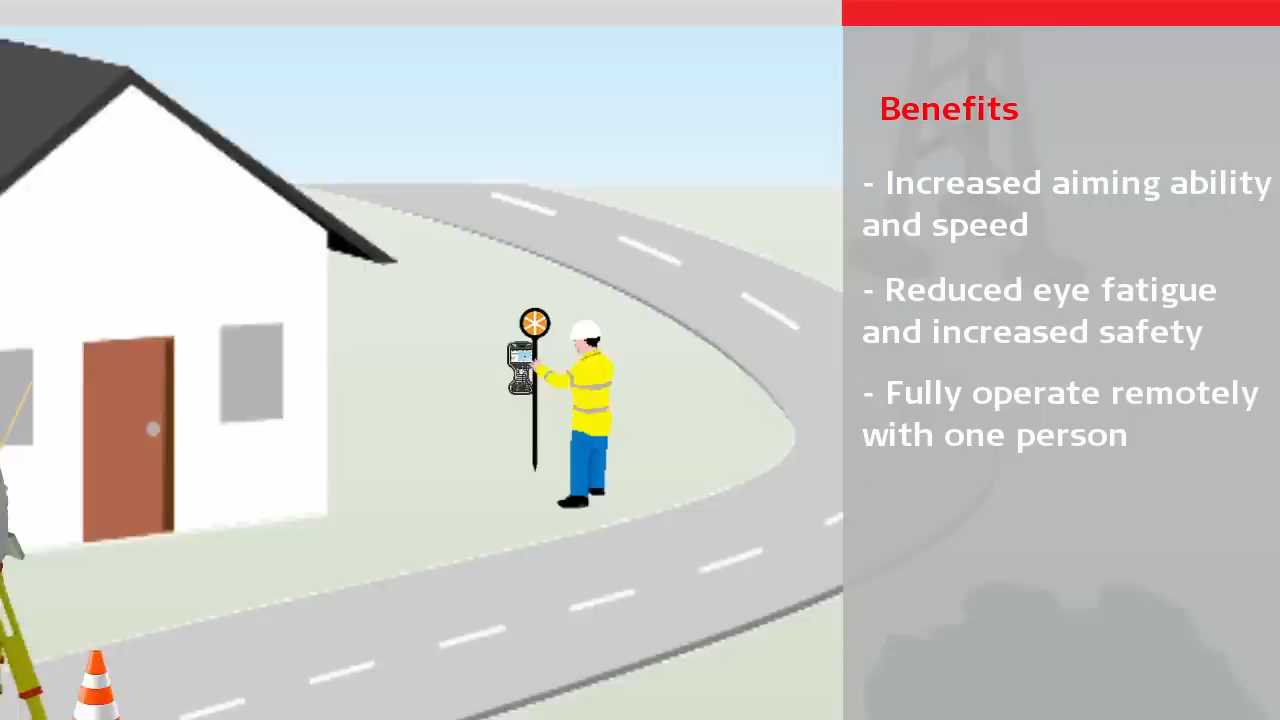 Benefits
- Increased aiming ability
and speed
- Reduced eye fatigue
and increased safety
- Fully operate remotely
with one person